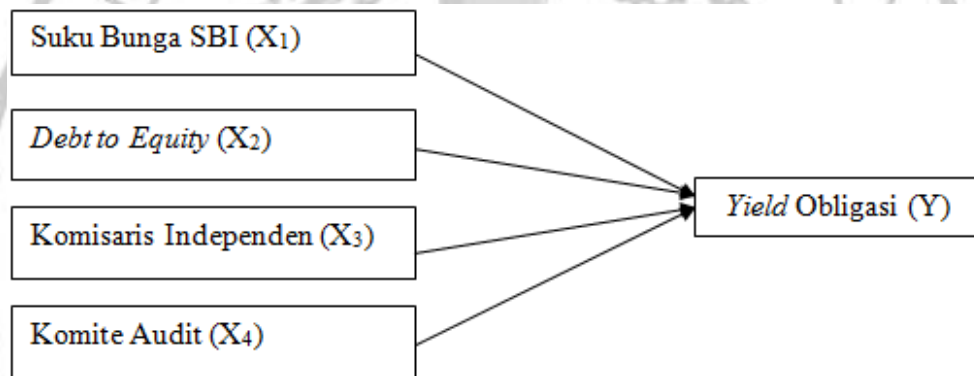 Suku Bunga SBI (X1)
Debt to Equity (X2)
Yield Obligasi (Y)
Komisaris Independen (X3)
Komite Audit (X4)